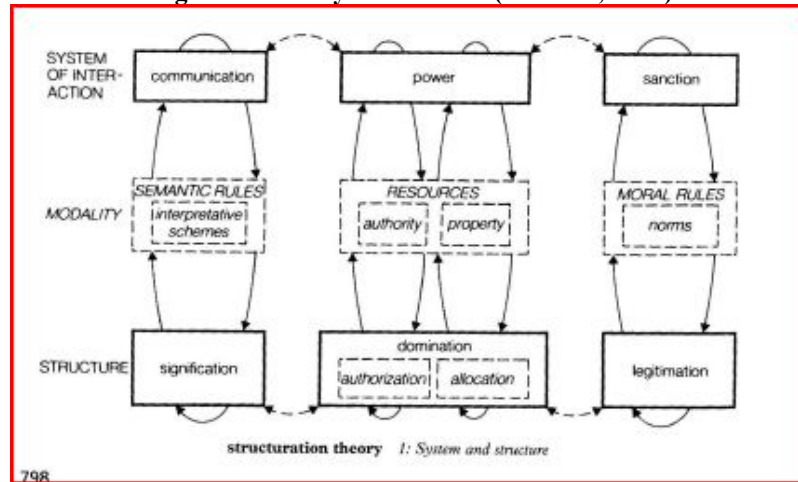 SYSTEM
OF INTER-
ACTION
communication
power
sanction
MODALITY
SEMANTIC RULES
interpretative
schemes
RESOURCES
authority
property
MORAL RULES
norms
STRUCTURE
signification
domination
authorization
allocation
legitimation
structuration theory 1: System and structure
798